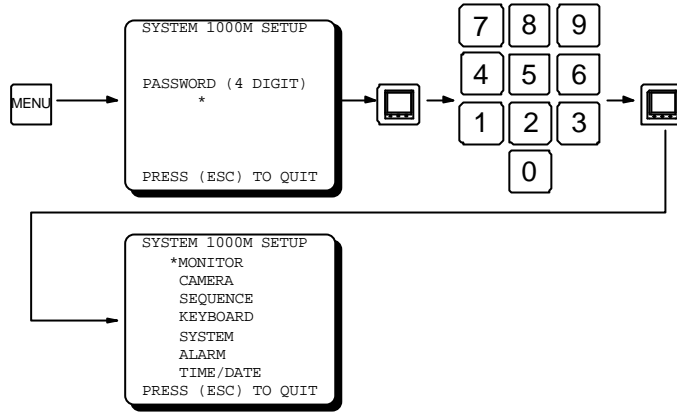 SYSTEM 1000M SETUP
PASSWORD (4 DIGIT)
*
PRESS (ESC) TO QUIT
MENU
7 8 9
4 5 6
1 2 3
0
SYSTEM 1000M SETUP
*MONITOR
CAMERA
SEQUENCE
KEYBOARD
SYSTEM
ALARM
TIME/DATE
PRESS (ESC) TO QUIT